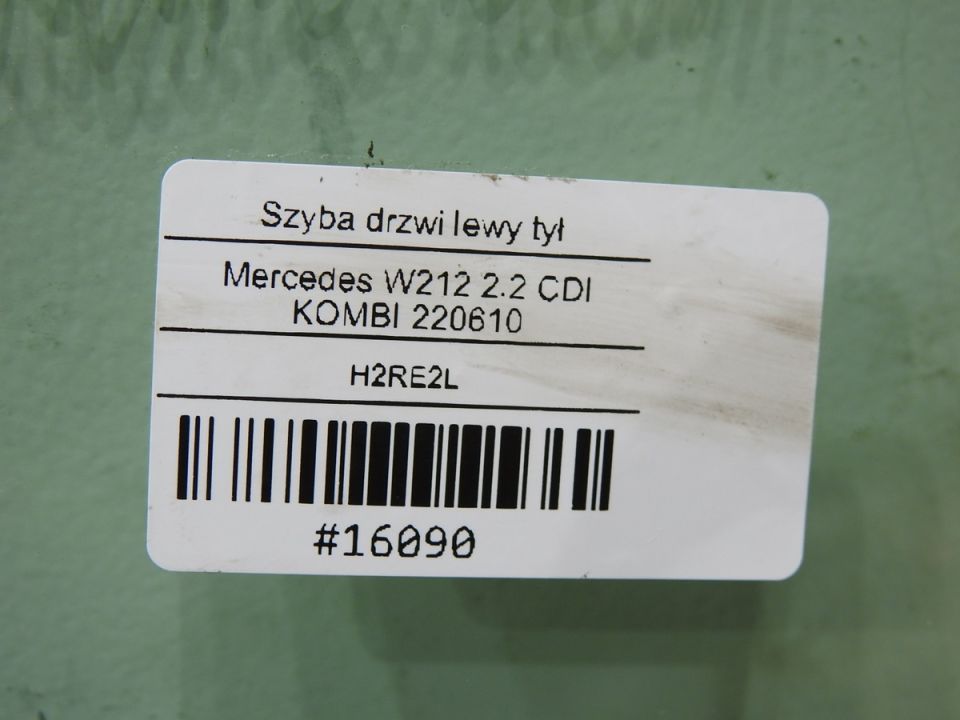 Szyba drzwi lewy tył
Mercedes W212 2.2 CDI
KOMBI 220610
H2RE2L
#16090